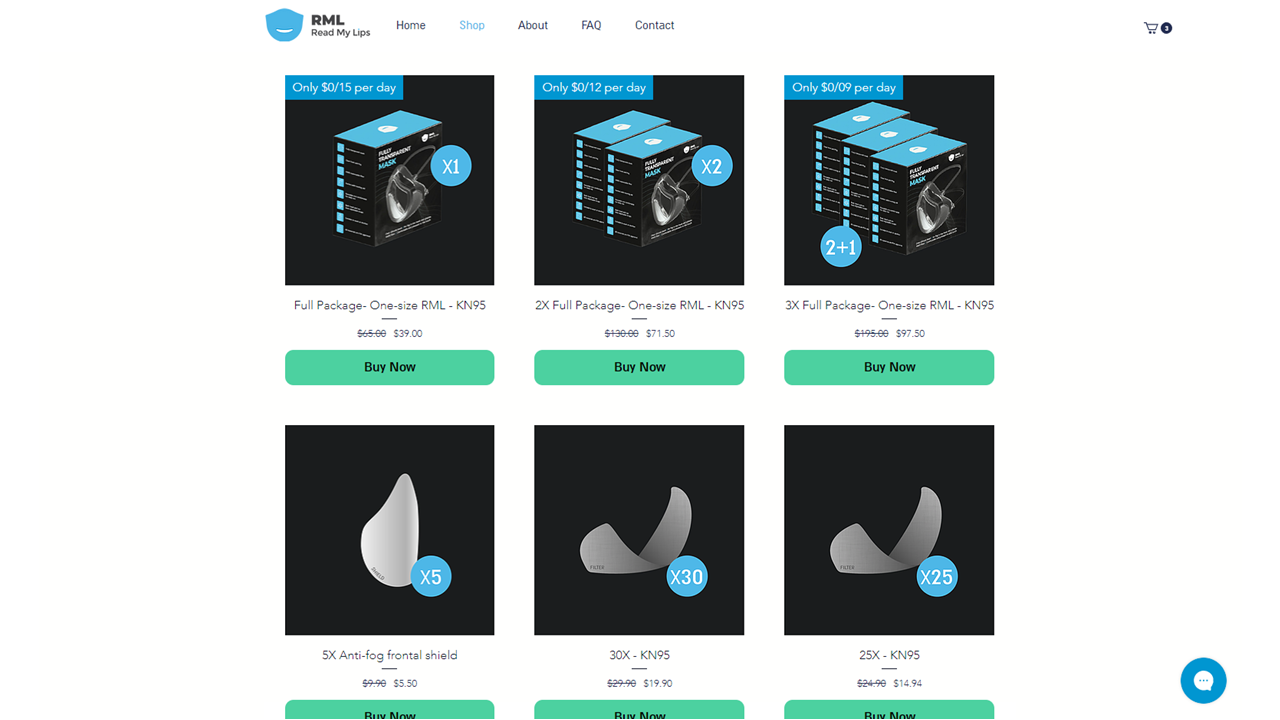 RML
Read My Lips
Home
Shop
About
FAQ
Contact
3
Only $0/15 per day
Only $0/12 per day
Only $0/09 per day
FULLY
TRANSPARENT
MASK
X1
FULLY
TRANSPARENT
MASK
X2
FULLY
TRANSPARENT
MASK
2+1
Full Package- One-size RML - KN95
2X Full Package- One-size RML - KN95
3X Full Package- One-size RML - KN95
$65.00 $39.00
$130.00 $71.50
$195.00 $97.50
Buy Now
Buy Now
Buy Now
SHIELD
X5
FILTER
X30
FILTER
X25
5X Anti-fog frontal shield
30X - KN95
25X - KN95
$9.90 $5.50
$29.90 $19.90
$24.90 $14.94
Buy Now
Buy Now
Buy Now